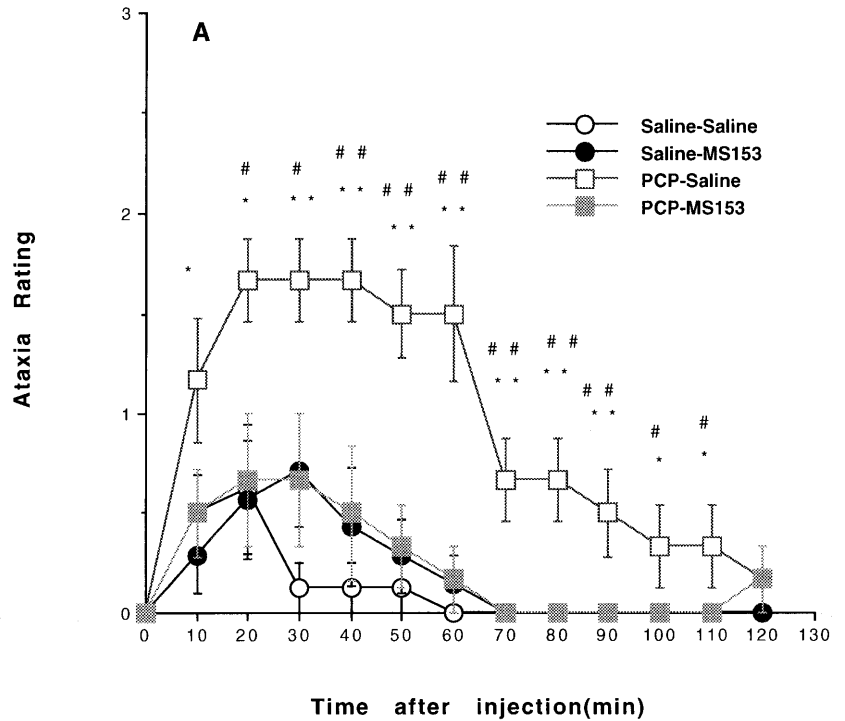 3
A
Saline-Saline
Saline-MS153
PCP-Saline
PCP-MS153
# # # # # # # # #
* * * * * * * * *
2
*
Ataxia Rating
# # # # # #
* * * * * *
1
# #
* *
0
0 10 20 30 40 50 60 70 80 90 100 110 120 130
Time after injection(min)